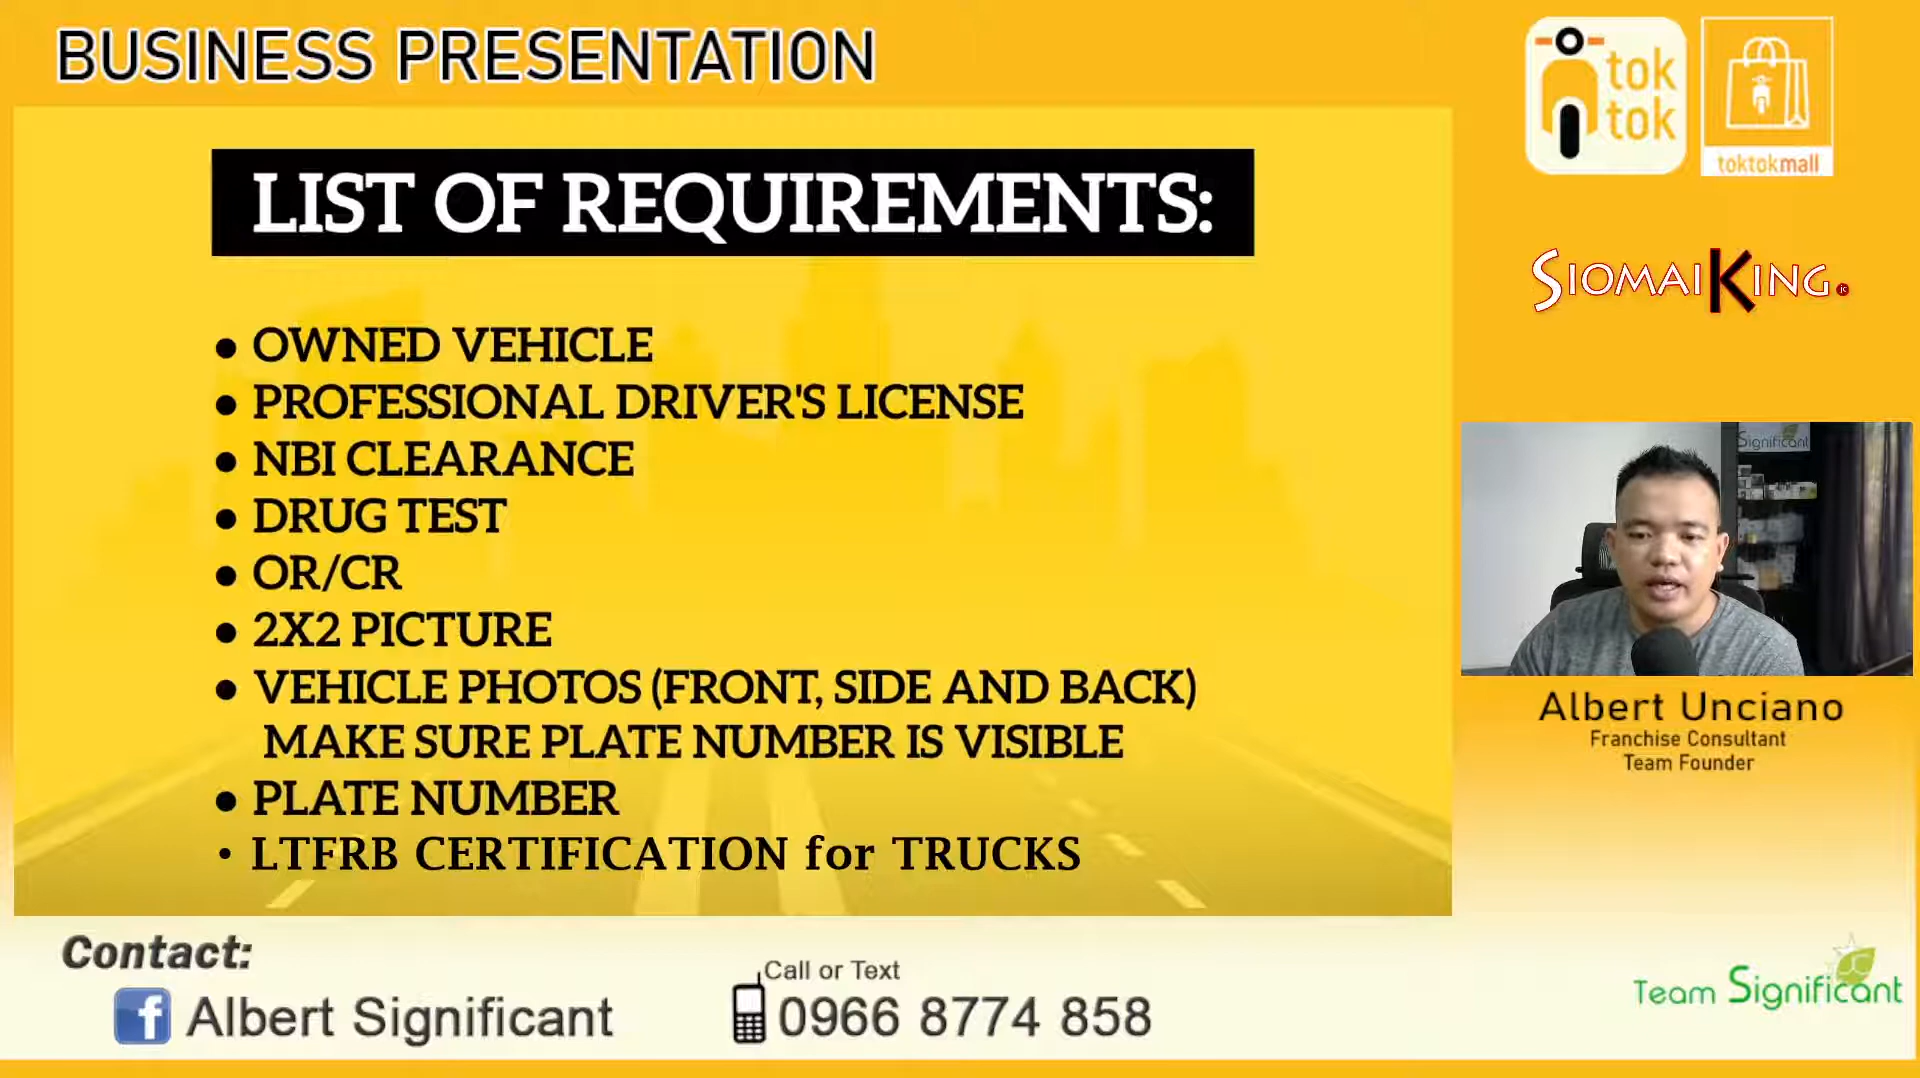 BUSINESS PRESENTATION
tok
tok
toktokmall
LIST OF REQUIREMENTS:
SIOMAIKING
JC
● OWNED VEHICLE
● PROFESSIONAL DRIVER'S LICENSE
● NBI CLEARANCE
● DRUG TEST
● OR/CR
● 2X2 PICTURE
● VEHICLE PHOTOS (FRONT, SIDE AND BACK)
MAKE SURE PLATE NUMBER IS VISIBLE
● PLATE NUMBER
• LTFRB CERTIFICATION for TRUCKS
Significant
Albert Unciano
Franchise Consultant
Team Founder
Contact:
f Albert Significant
Call or Text
0966 8774 858
JC
Team Significant